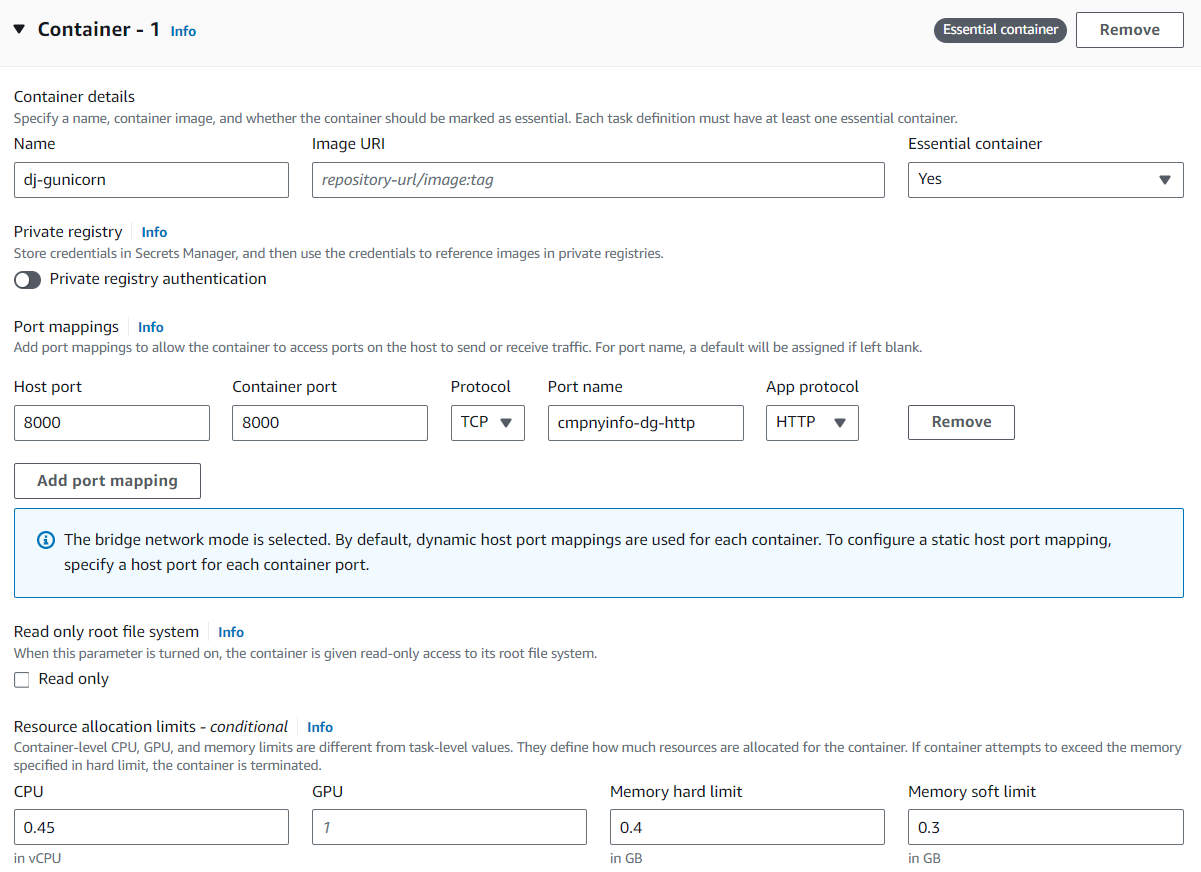 Container - 1 Info Essential container Remove
Container details
Specify a name, container image, and whether the container should be marked as essential. Each task definition must have at least one essential container.
Name Image URI Essential container
dj-gunicorn repository-url/image:tag Yes
Private registry Info
Store credentials in Secrets Manager, and then use the credentials to reference images in private registries.
Private registry authentication
Port mappings Info
Add port mappings to allow the container to access ports on the host to send or receive traffic. For port name, a default will be assigned if left blank.
Host port Container port Protocol Port name App protocol
8000 8000 TCP cmpnyinfo-dg-http HTTP Remove
Add port mapping
The bridge network mode is selected. By default, dynamic host port mappings are used for each container. To configure a static host port mapping,
specify a host port for each container port.
Read only root file system Info
When this parameter is turned on, the container is given read-only access to its root file system.
Read only
Resource allocation limits - conditional Info
Container-level CPU, GPU, and memory limits are different from task-level values. They define how much resources are allocated for the container. If container attempts to exceed the memory
specified in hard limit, the container is terminated.
CPU GPU Memory hard limit Memory soft limit
0.45 1 0.4 0.3
in vCPU in GB in GB